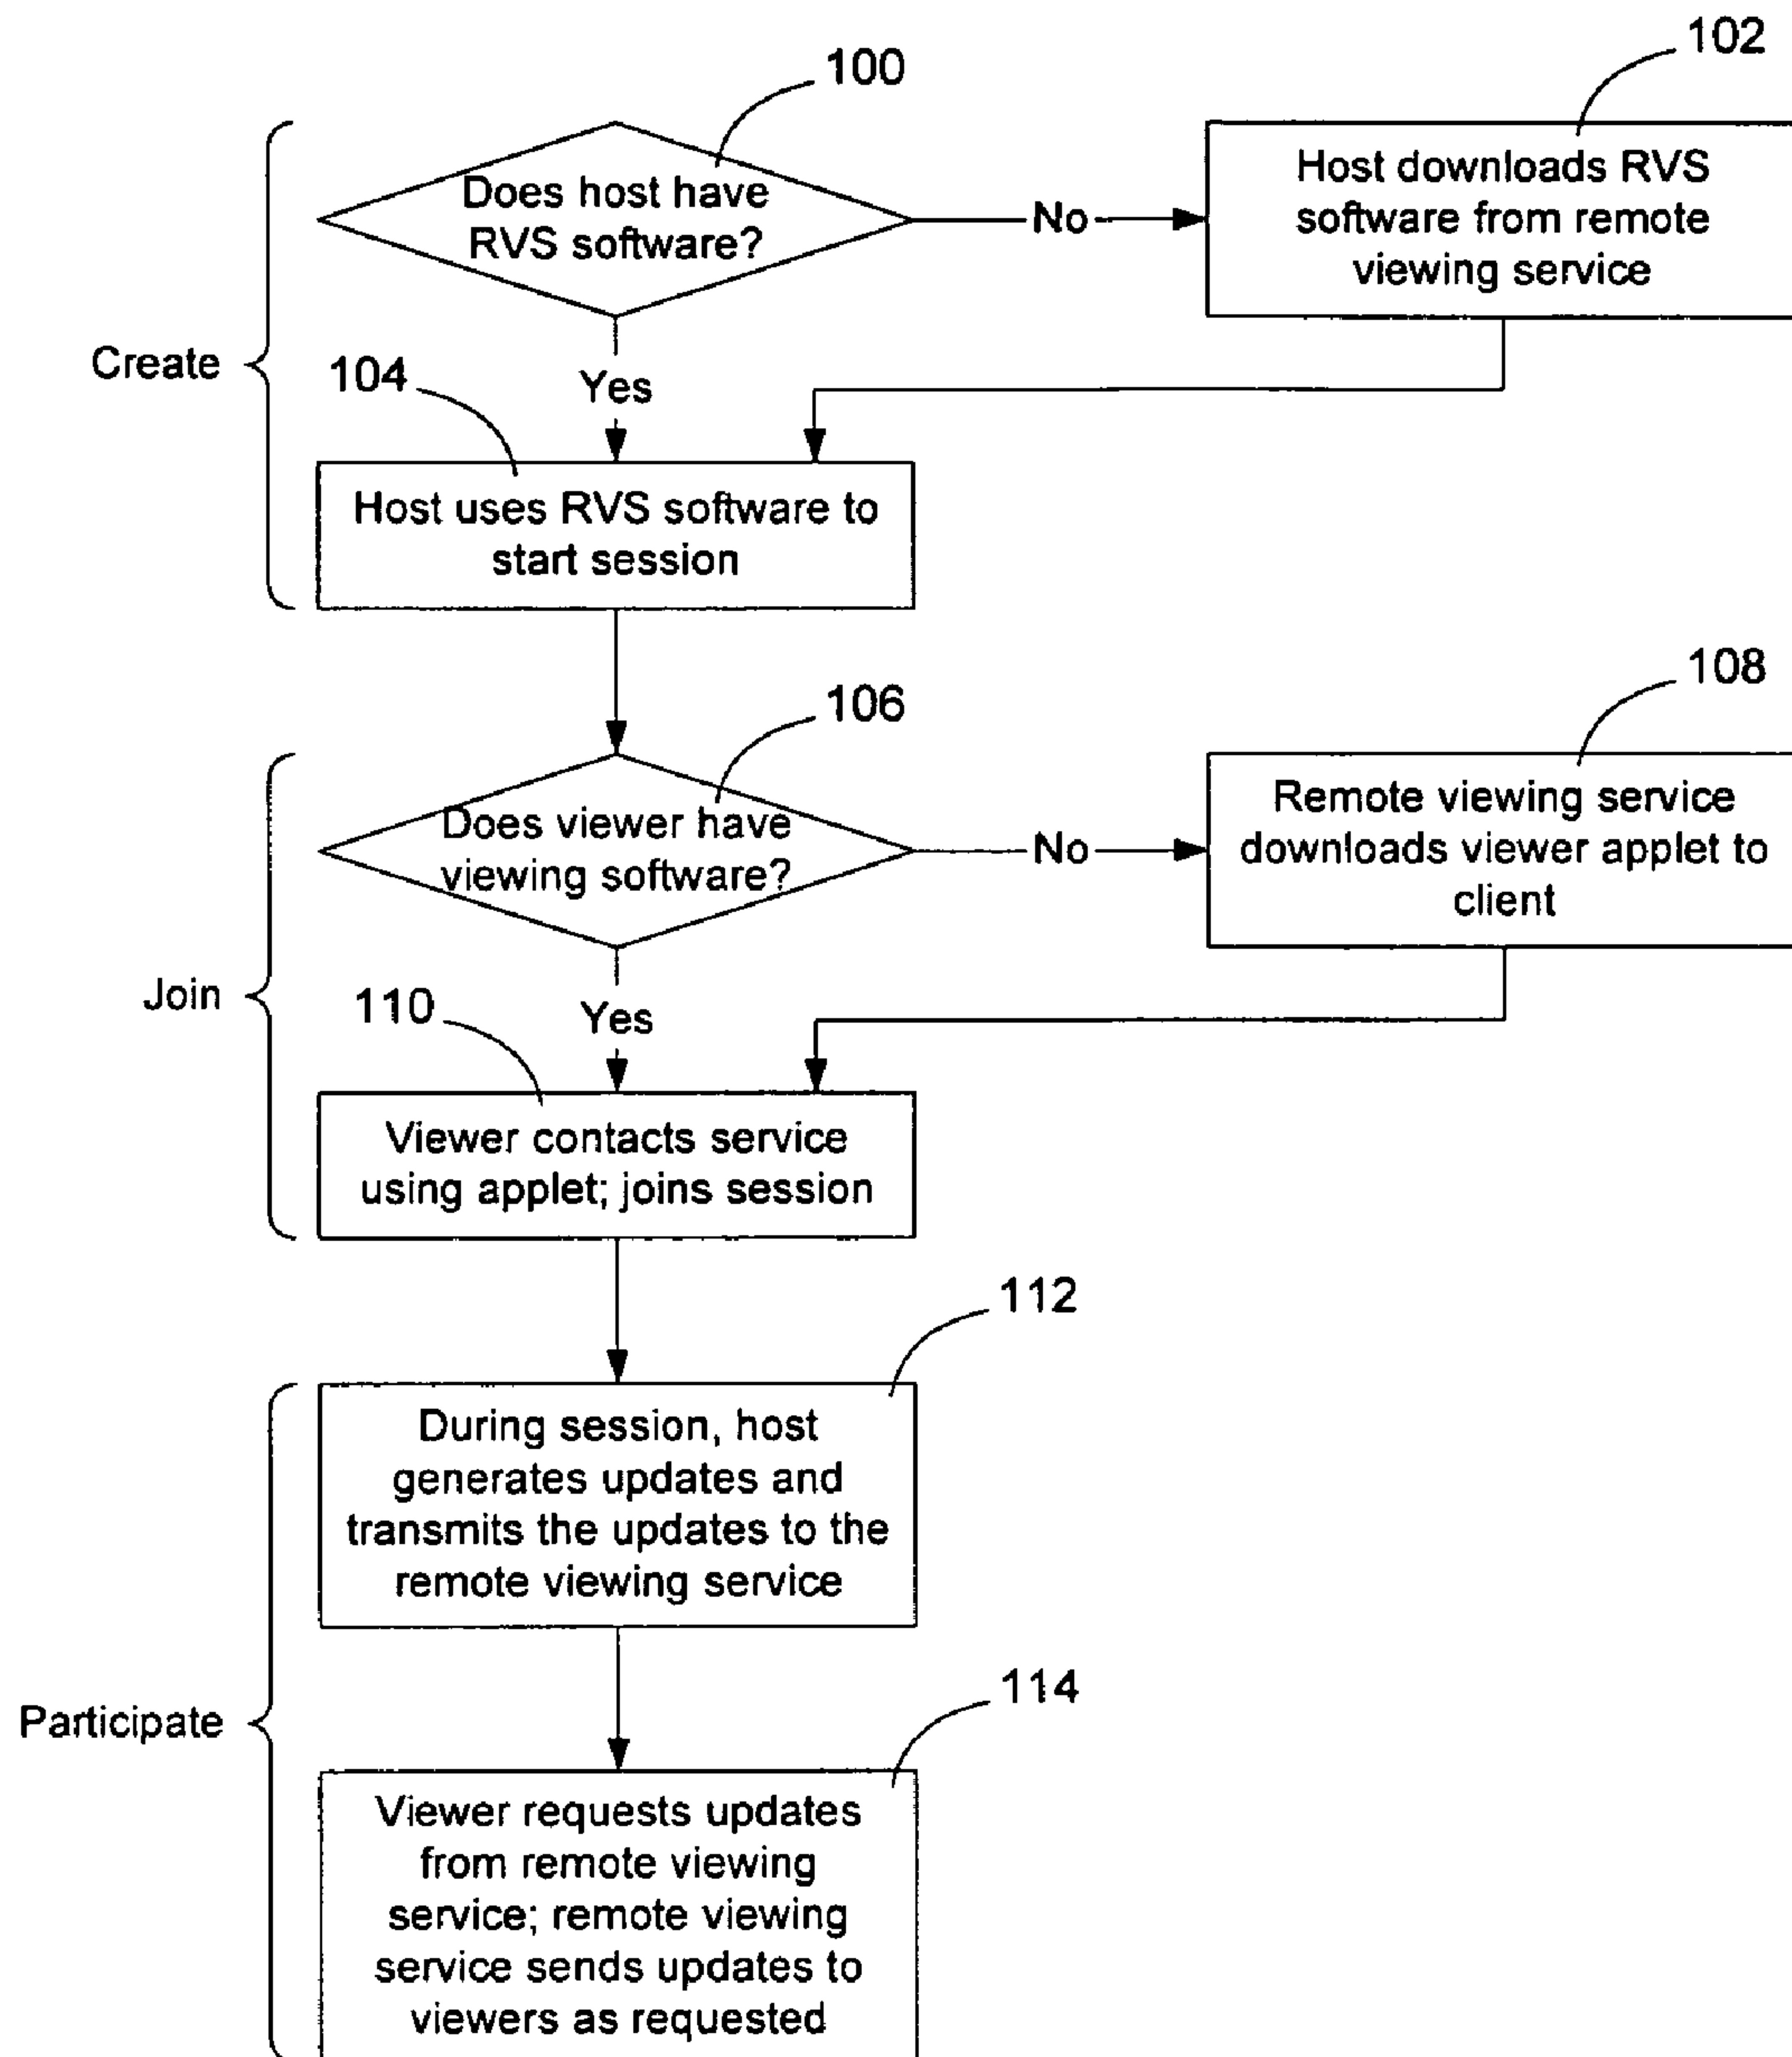 100
102
Does host have
RVS software?
No
Host downloads RVS
software from remote
viewing service
Create
104
Yes
Host uses RVS software to
start session
106
108
Does viewer have
viewing software?
No
Remote viewing service
downloads viewer applet to
client
Join
110
Yes
Viewer contacts service
using applet; joins session
112
During session, host
generates updates and
transmits the updates to the
remote viewing service
Participate
114
Viewer requests updates
from remote viewing
service; remote viewing
service sends updates to
viewers as requested